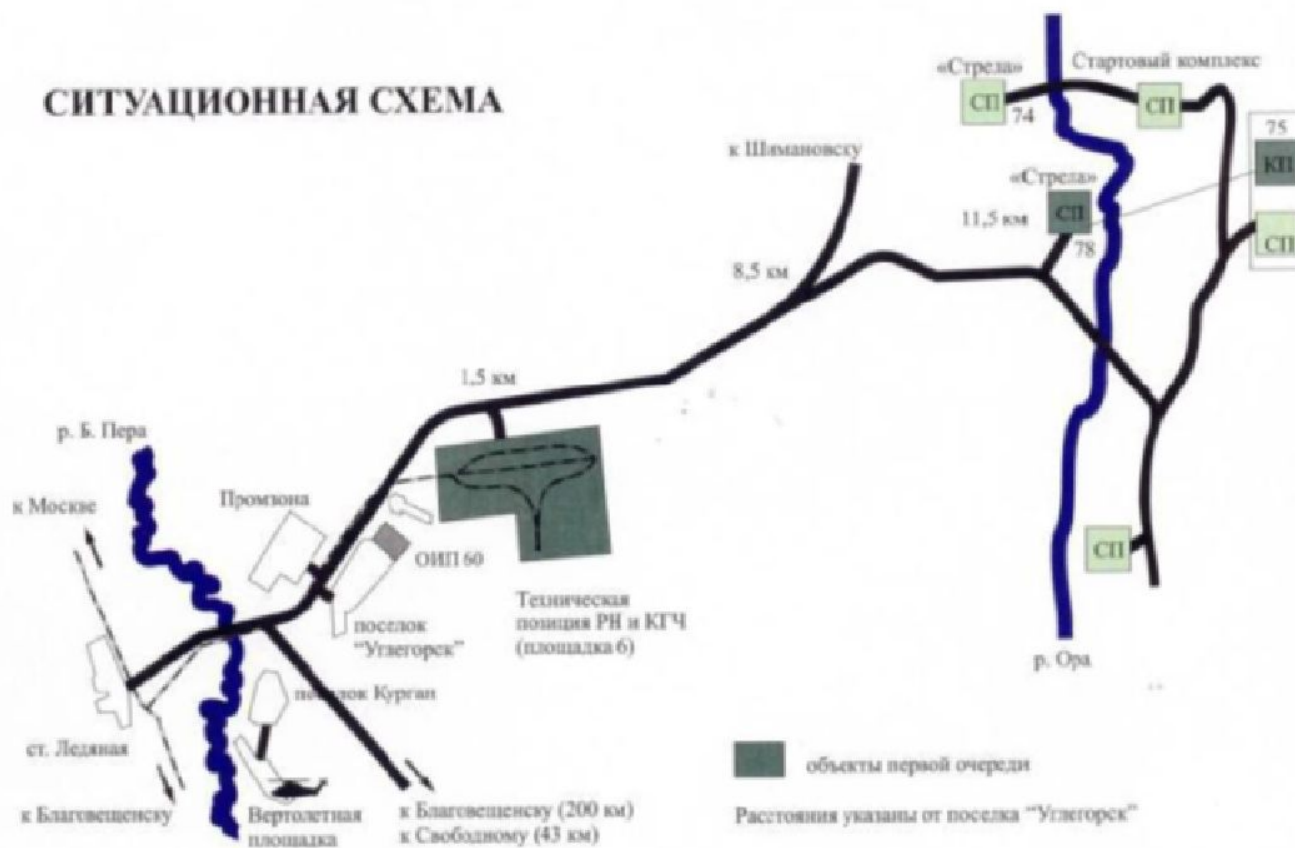 СИТУАЦИОННАЯ СХЕМА
«Стрела»
Стартовый комплекс
СП
74
СП
75
КП
СП
к Шимановску
«Стрела»
СП
11,5 км
78
8,5 км
1,5 км
р. Б. Пера
к Москве
Промзона
ОИП 60
СП
поселок
“Углегорск”
Техническая
позиция РН и КГЧ
(площадка 6)
р. Ора
поселок Курган
ст. Ледяная
к Благовещенску
Вертолетная
площадка
к Благовещенску (200 км)
к Свободному (43 км)
объекты первой очереди
Расстояния указаны от поселка “Углегорск”